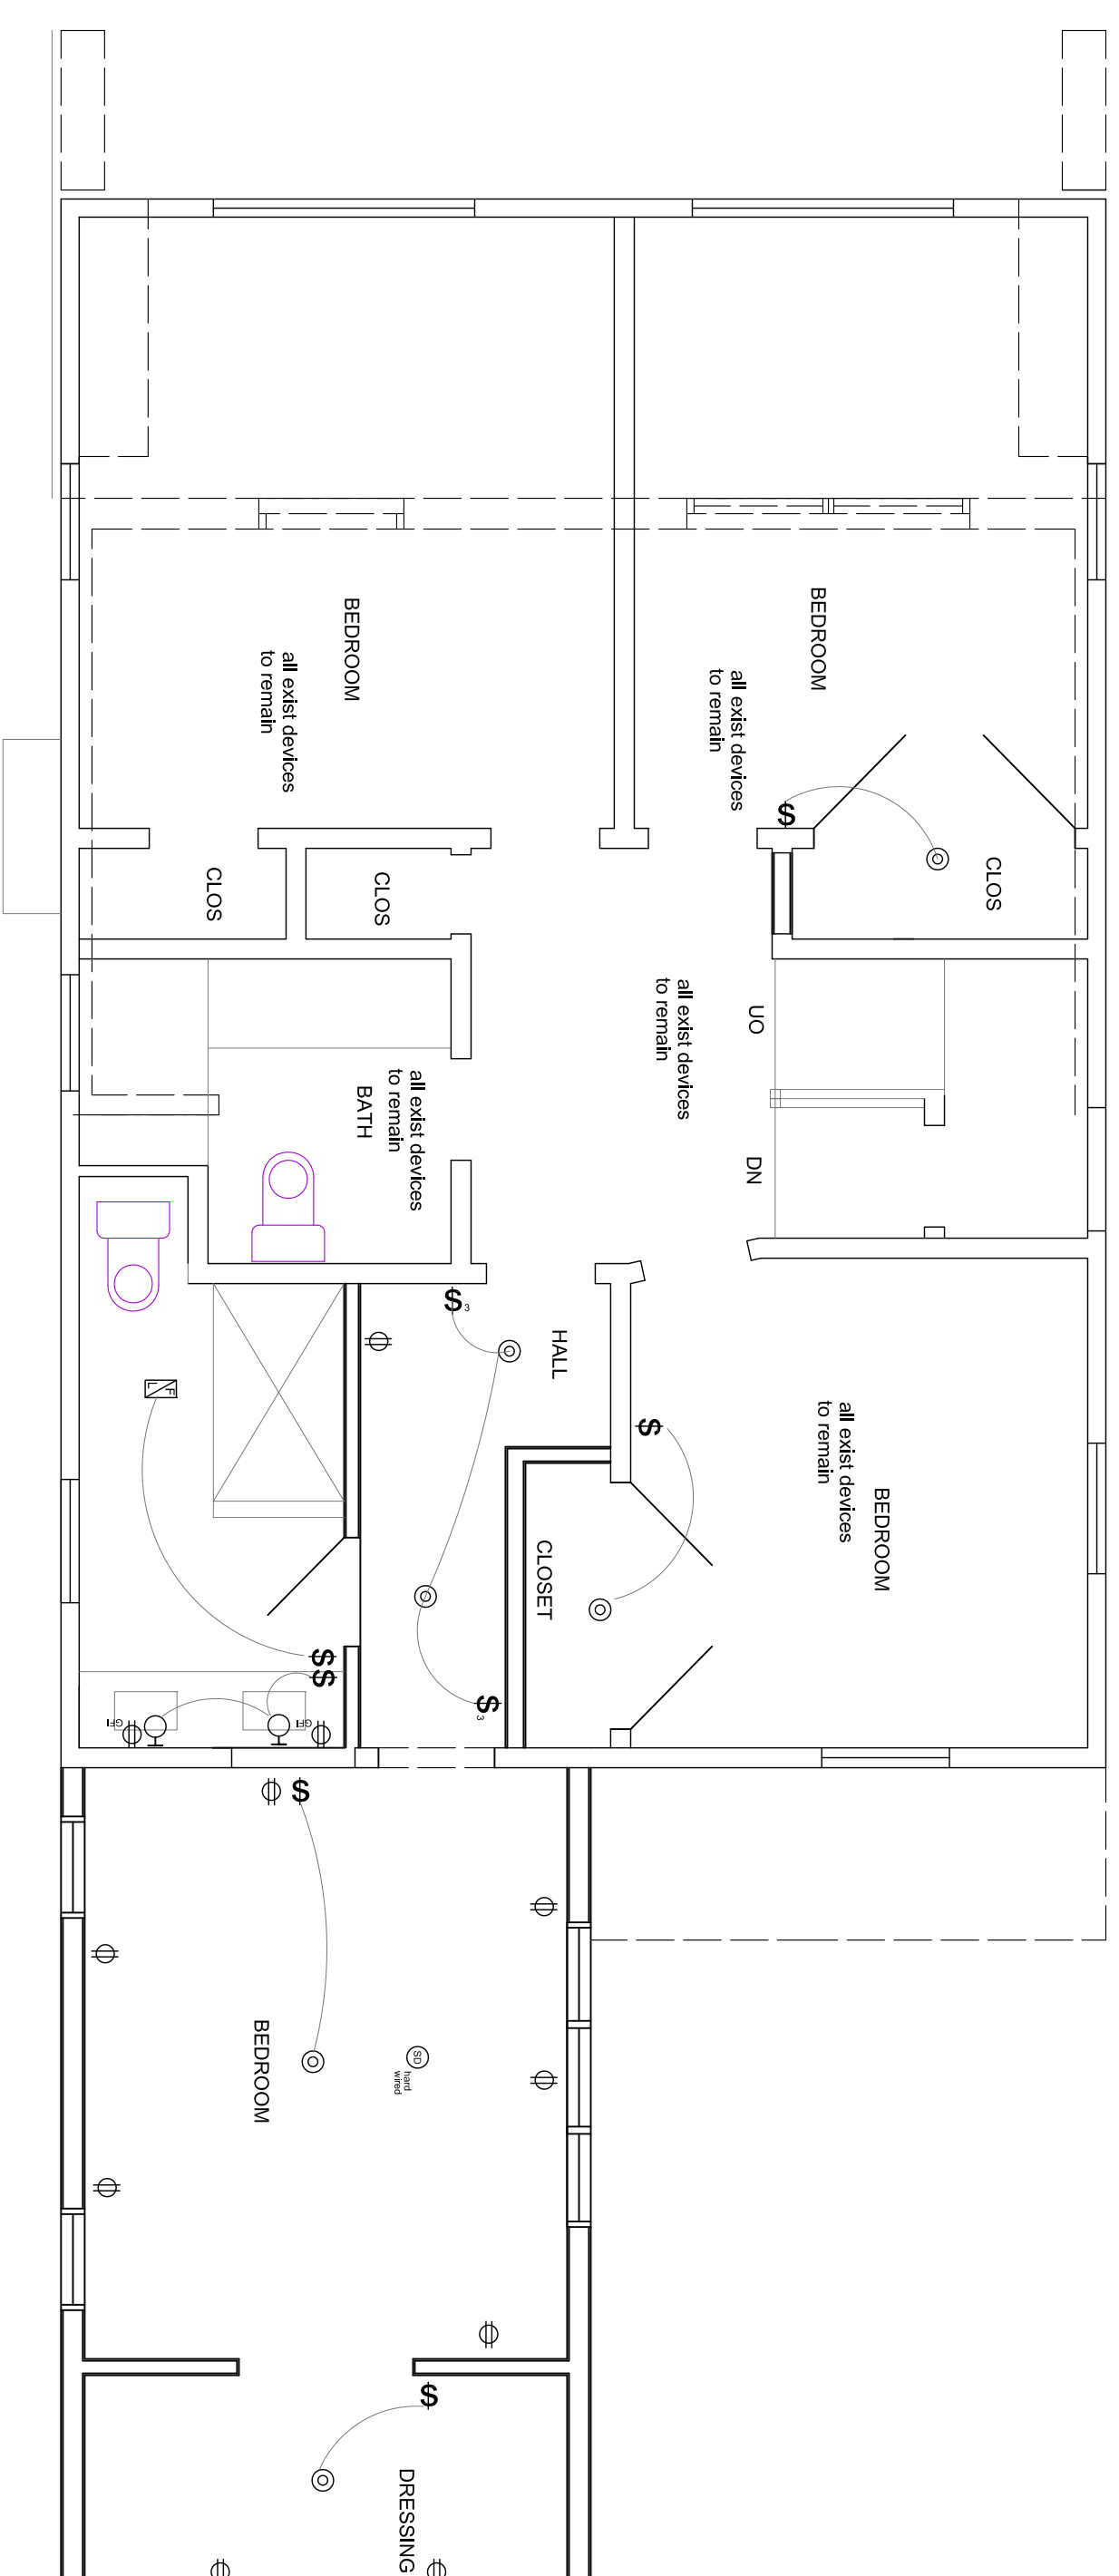 BEDROOM
all exist devices
to remain
BEDROOM
all exist devices
to remain
CLOS
CLOS
CLOS
all exist devices
to remain
UO
DN
all exist devices
to remain
BATH
$3
HALL
$
$
all exist devices
to remain
BEDROOM
F
L
CLOSET
$$
$3
GFI
GFI
$
BEDROOM
SD
hard
wired
$
DRESSING